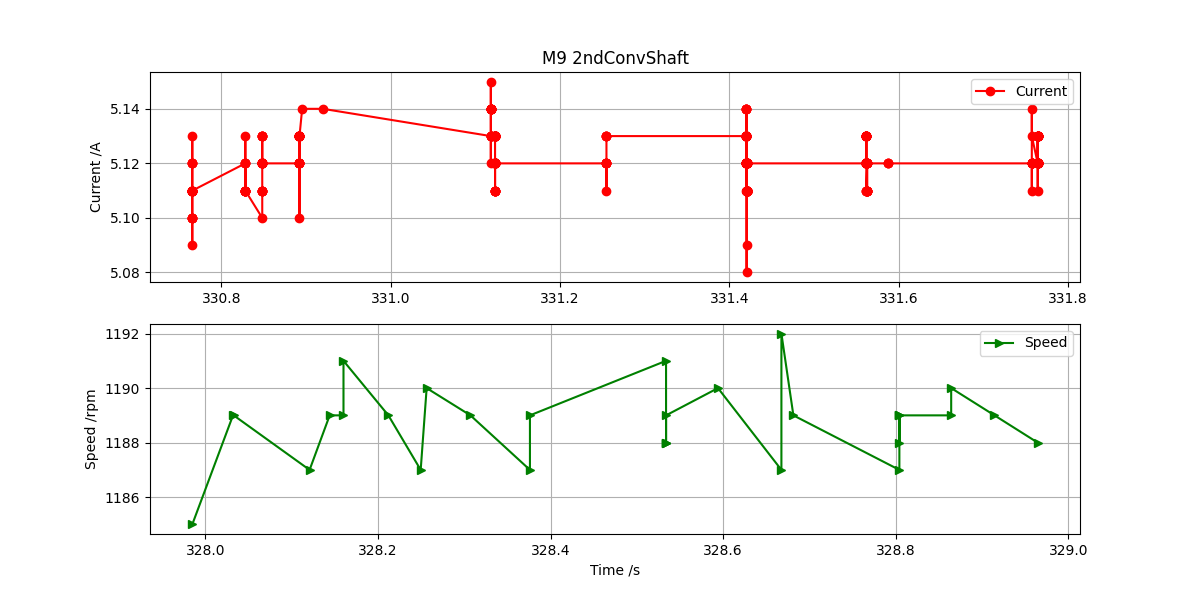 M9 2ndConvShaft
Current /A
5.14
5.12
5.10
5.08
Current
330.8 331.0 331.2 331.4 331.6 331.8
Speed /rpm
1192
1190
1188
1186
Speed
328.0 328.2 328.4 328.6 328.8 329.0
Time /s